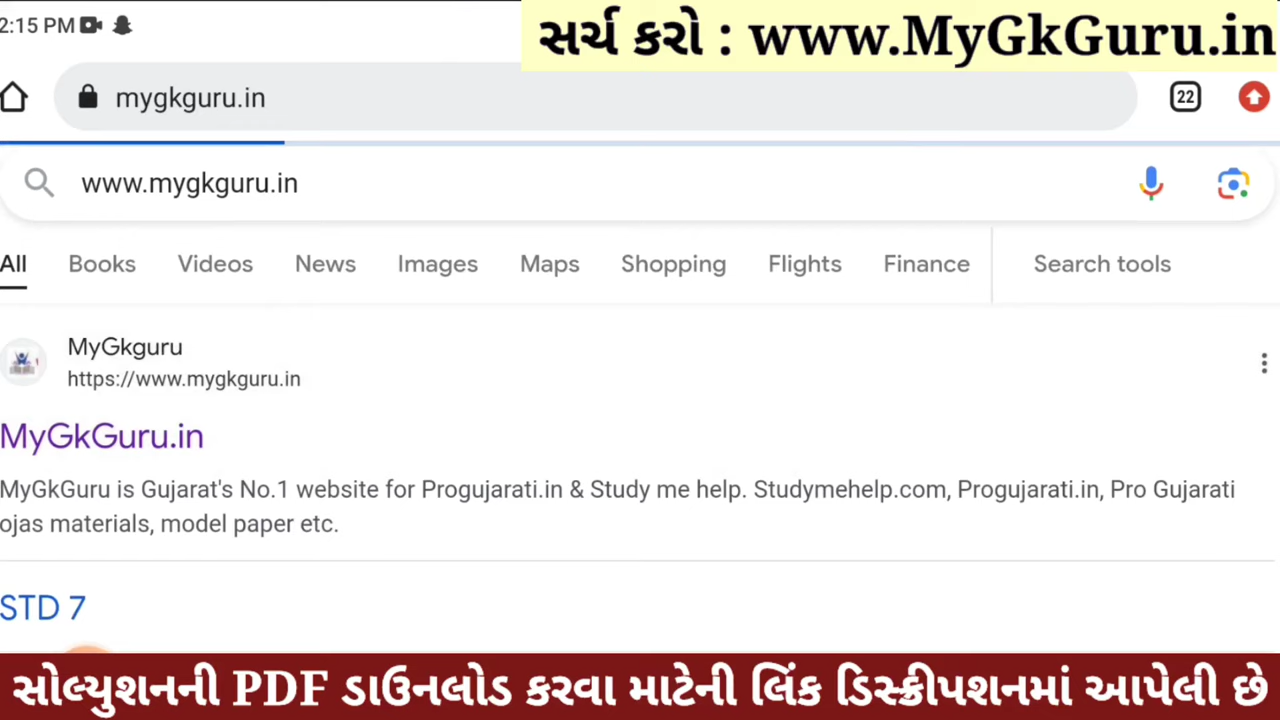 2:15 PM
સર્ચ કરો : www.MyGkGuru.in
mygkguru.in
22
www.mygkguru.in
All Books Videos News Images Maps Shopping Flights Finance Search tools
MyGkguru
https://www.mygkguru.in
MyGkGuru.in
MyGkGuru is Gujarat's No.1 website for Progujarati.in & Study me help. Studymehelp.com, Progujarati.in, Pro Gujarati
ojas materials, model paper etc.
STD 7
સોલ્યુશનની PDF ડાઉનલોડ કરવા માટેની લિંક ડિસ્ક્રીપશનમાં આપેલી છે